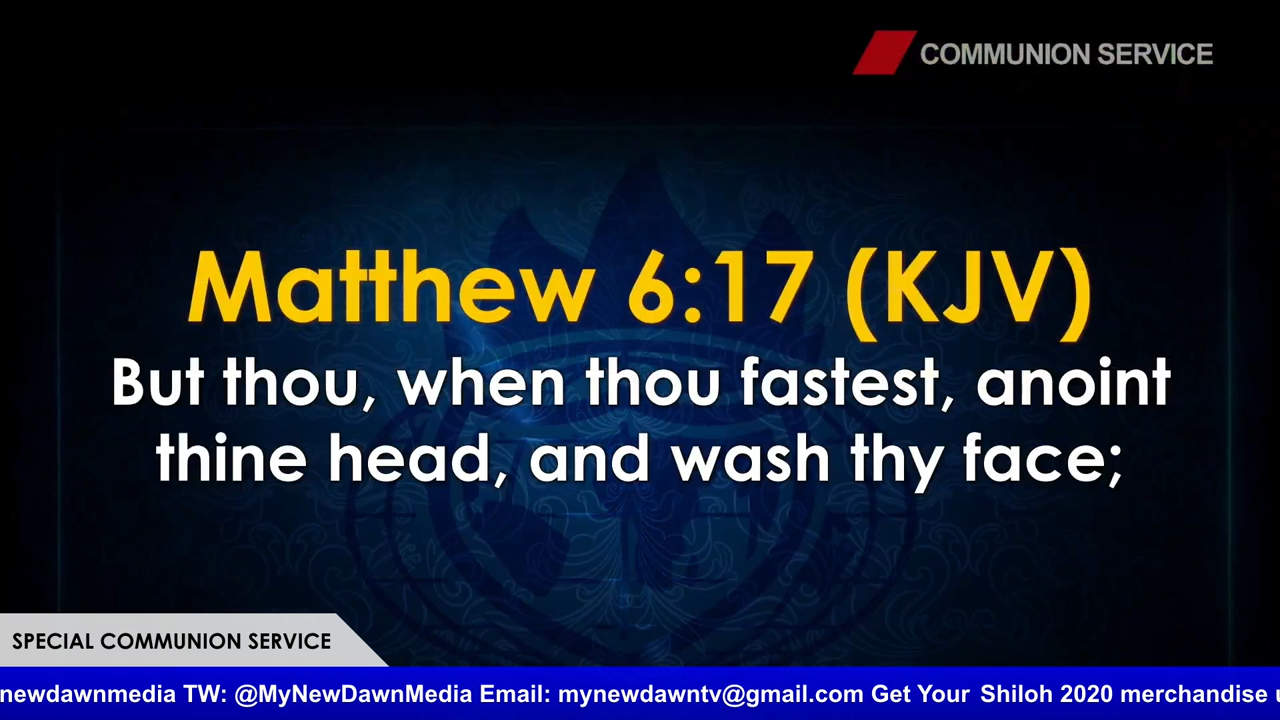 COMMUNION SERVICE
Matthew 6:17 (KJV)
But thou, when thou fastest, anoint
thine head, and wash thy face;
SPECIAL COMMUNION SERVICE
newdawnmedia TW: @MyNewDawnMedia Email: mynewdawntv@gmail.com Get Your Shiloh 2020 merchandise